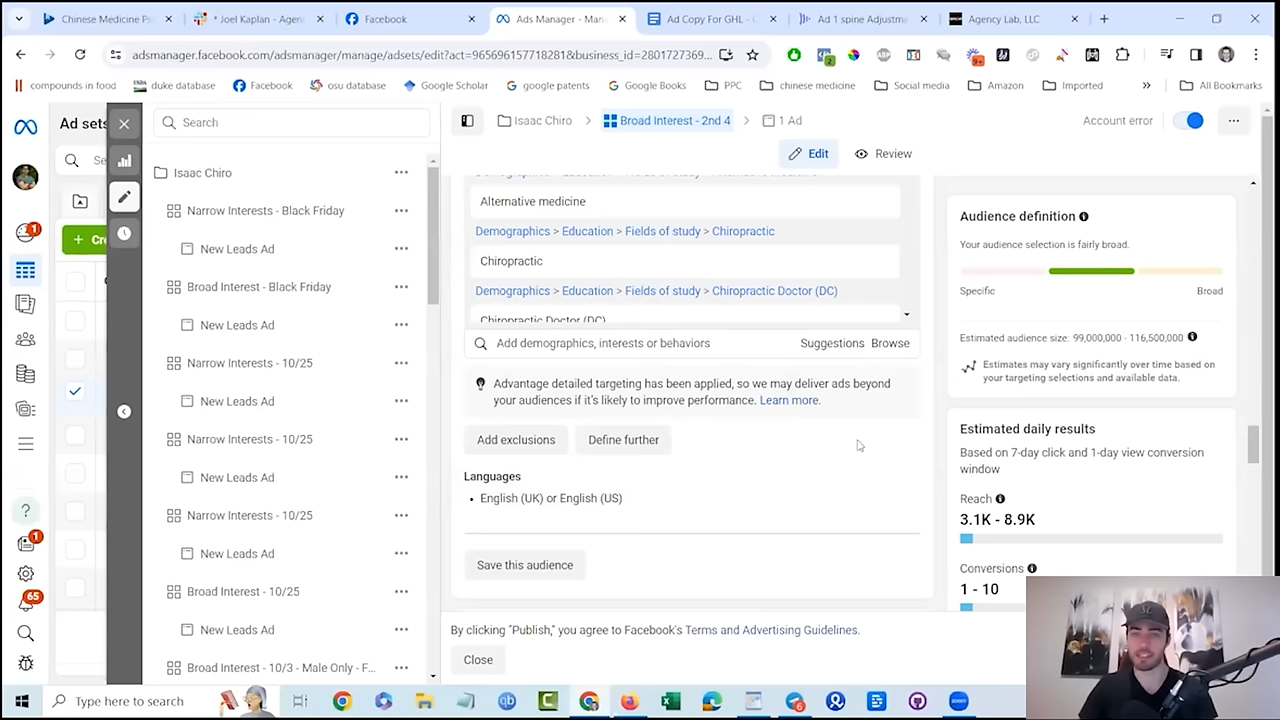 Chinese Medicine Ps
* Joel Kaplan - Agen
Facebook
Ads Manager - Man
Ad Copy For GHL - G
Ad 1 spine Adjustme
Agency Lab, LLC
adsmanager.facebook.com/adsmanager/manage/adsets/edit?act=965696157718281&business_id=2801727369...
compounds in food
duke database
Facebook
osu database
Google Scholar
google patents
Google Books
PPC
chinese medicine
Social media
Amazon
Imported
»
All Bookmarks
Ad sets
Search
Isaac Chiro
Broad Interest - 2nd 4
1 Ad
Account error
Edit
Review
Se
Cr
Isaac Chiro
Narrow Interests - Black Friday
New Leads Ad
Broad Interest - Black Friday
New Leads Ad
Narrow Interests - 10/25
New Leads Ad
Narrow Interests - 10/25
New Leads Ad
Narrow Interests - 10/25
New Leads Ad
Broad Interest - 10/25
New Leads Ad
Broad Interest - 10/3 - Male Only - F...
Alternative medicine
Demographics > Education > Fields of study > Chiropractic
Chiropractic
Demographics > Education > Fields of study > Chiropractic Doctor (DC)
Chiropractic Doctor (DC)
Add demographics, interests or behaviors
Suggestions
Browse
Advantage detailed targeting has been applied, so we may deliver ads beyond
your audiences if it's likely to improve performance. Learn more.
Add exclusions
Define further
Languages
• English (UK) or English (US)
Save this audience
By clicking "Publish," you agree to Facebook's Terms and Advertising Guidelines.
Close
Audience definition
Your audience selection is fairly broad.
Specific
Broad
Estimated audience size: 99,000,000 - 116,500,000
Estimates may vary significantly over time based on
your targeting selections and available data.
Estimated daily results
Based on 7-day click and 1-day view conversion
window
Reach
3.1K - 8.9K
Conversions
1 - 10
1
1
65
Type here to search